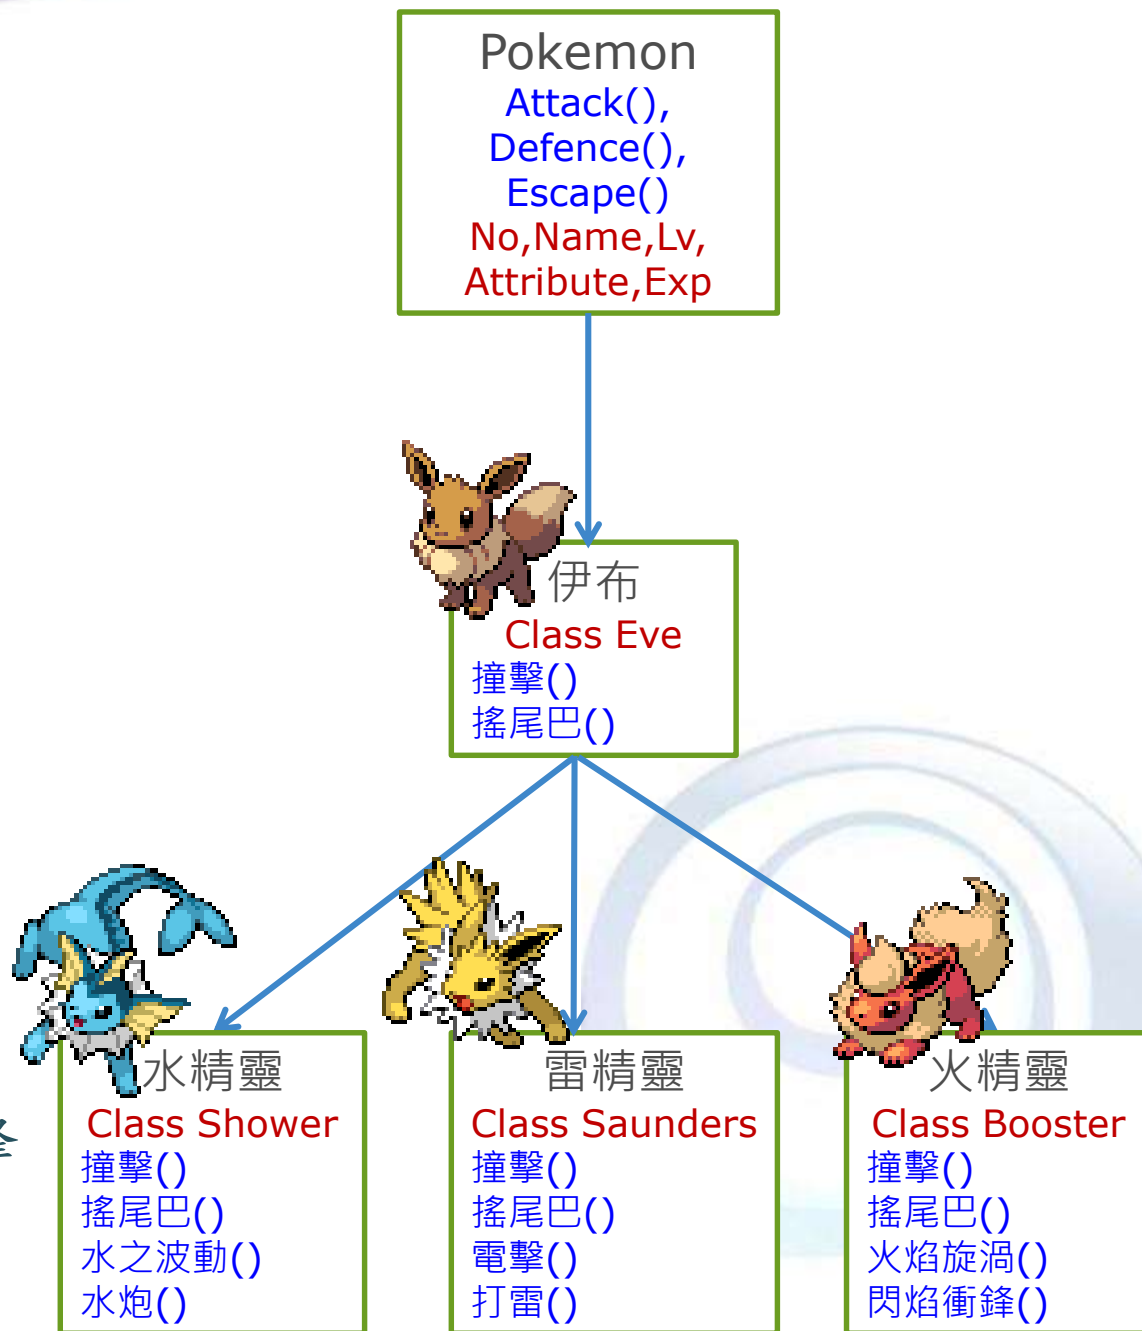 Pokemon
Attack(),
Defence(),
Escape()
No,Name,Lv,
Attribute,Exp
伊布
Class Eve
撞擊()
搖尾巴()
水精靈
Class Shower
撞擊()
搖尾巴()
水之波動()
水炮()
雷精靈
Class Saunders
撞擊()
搖尾巴()
電擊()
打雷()
火精靈
Class Booster
撞擊()
搖尾巴()
火焰旋渦()
閃焰衝鋒()